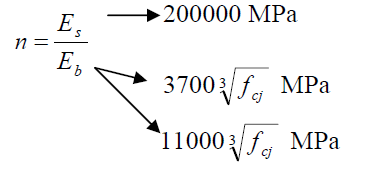 n = E_s / E_b → 200000 MPa
3700 ∛f_cj MPa
11000 ∛f_cj MPa